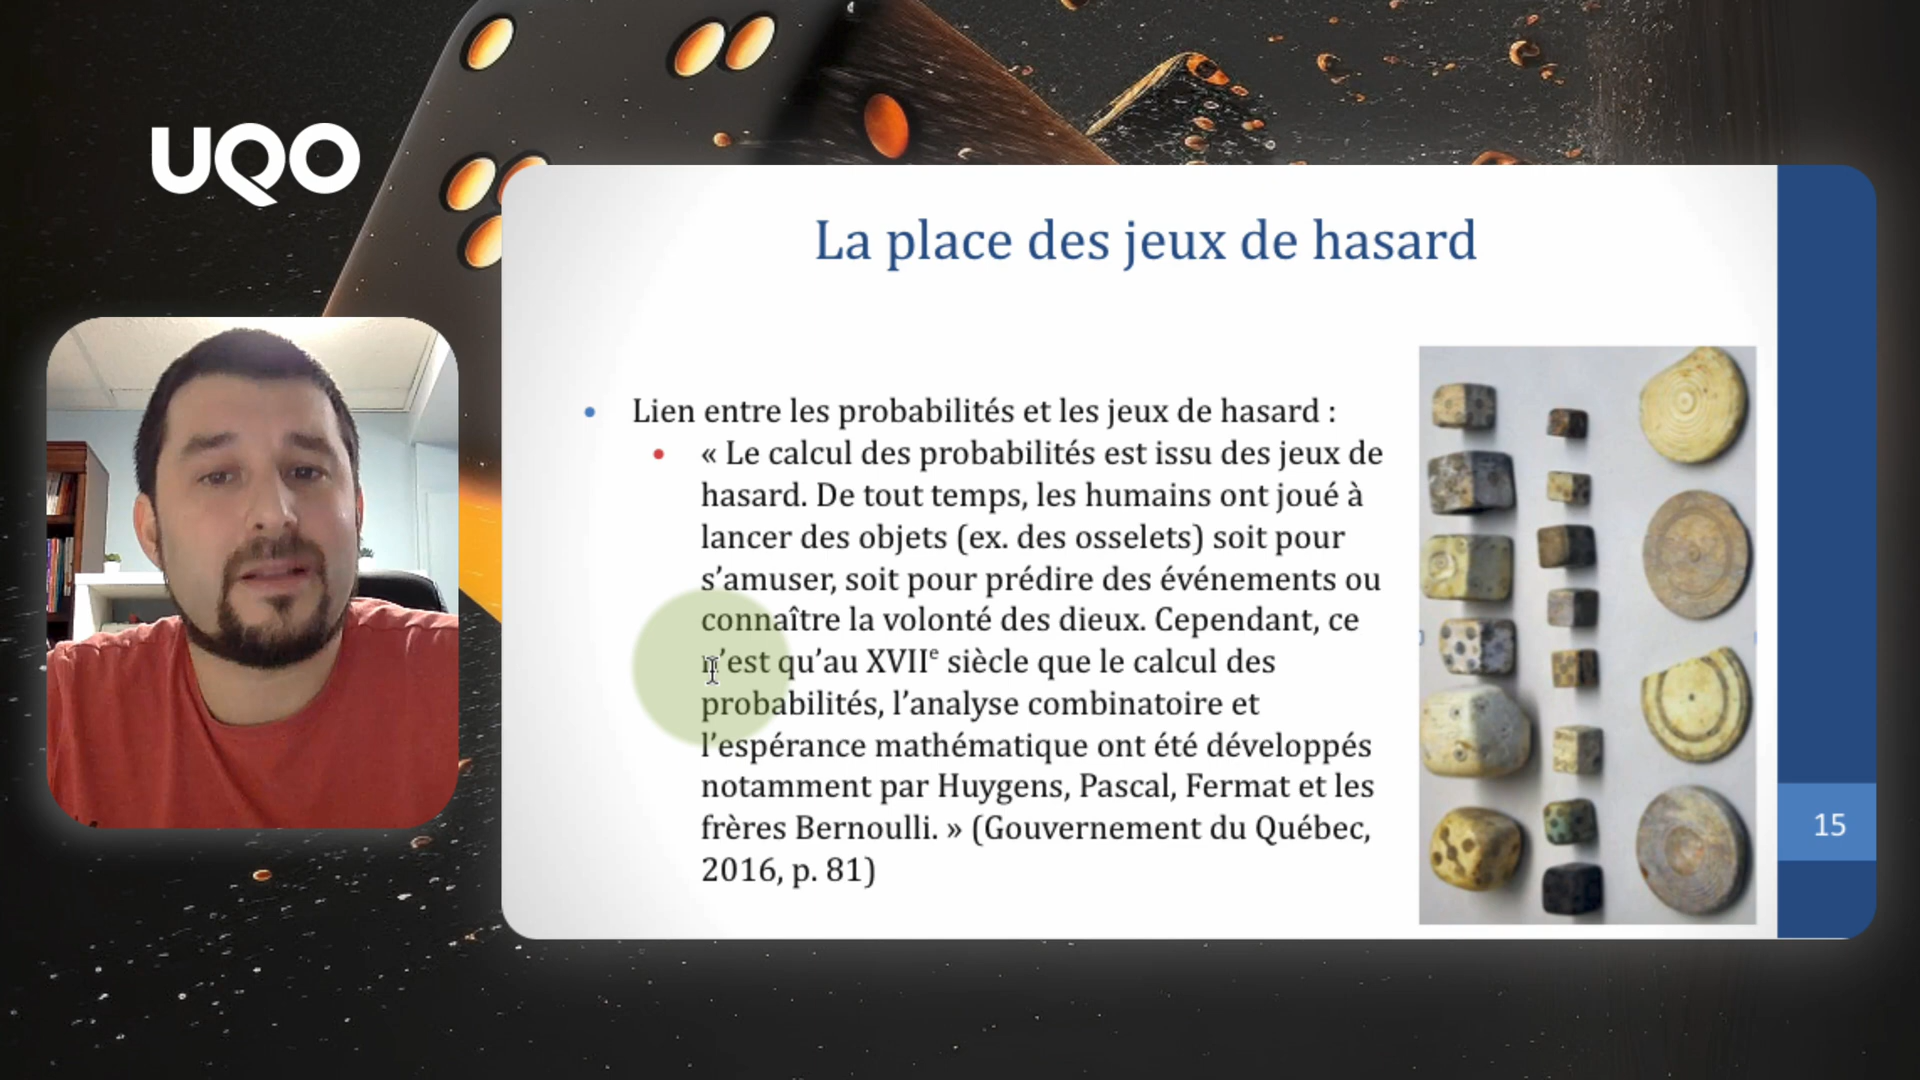 UQO
La place des jeux de hasard
• Lien entre les probabilités et les jeux de hasard :
• « Le calcul des probabilités est issu des jeux de
hasard. De tout temps, les humains ont joué à
lancer des objets (ex. des osselets) soit pour
s’amuser, soit pour prédire des événements ou
connaître la volonté des dieux. Cependant, ce
n’est qu’au XVIIe siècle que le calcul des
probabilités, l’analyse combinatoire et
l’espérance mathématique ont été développés
notamment par Huygens, Pascal, Fermat et les
frères Bernoulli. » (Gouvernement du Québec,
2016, p. 81)
15